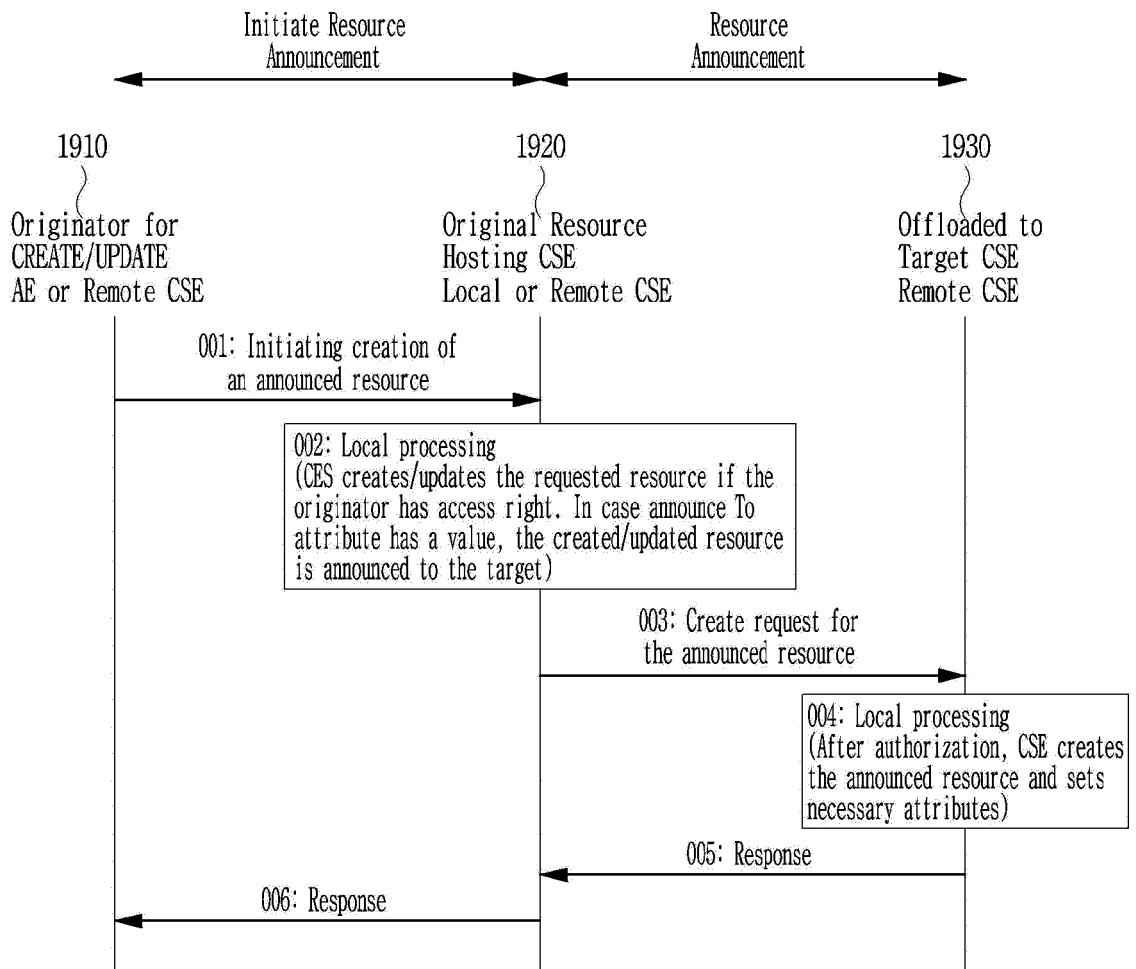 Initiate Resource
Announcement
Resource
Announcement
1910
1920
1930
Originator for
CREATE/UPDATE
AE or Remote CSE
Original Resource
Hosting CSE
Local or Remote CSE
Offloaded to
Target CSE
Remote CSE
001: Initiating creation of
an announced resource
002: Local processing
(CES creates/updates the requested resource if the
originator has access right. In case announce To
attribute has a value, the created/updated resource
is announced to the target)
003: Create request for
the announced resource
004: Local processing
(After authorization, CSE creates
the announced resource and sets
necessary attributes)
005: Response
006: Response